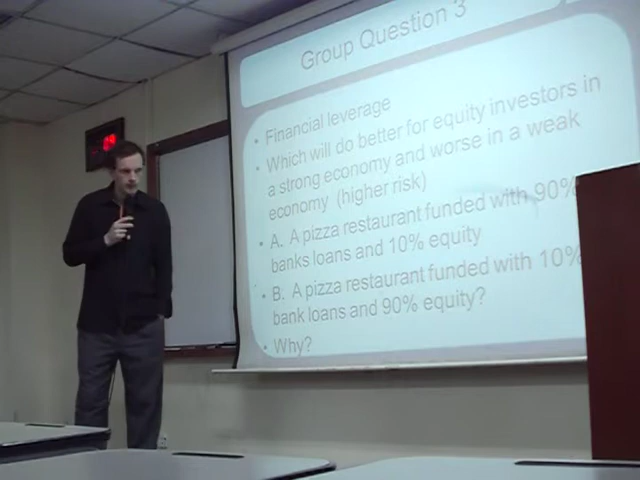 Group Question 3
• Financial leverage
• Which will do better for equity investors in
a strong economy and worse in a weak
economy (higher risk)
• A. A pizza restaurant funded with 90%
banks loans and 10% equity
• B. A pizza restaurant funded with 10%
bank loans and 90% equity?
• Why?